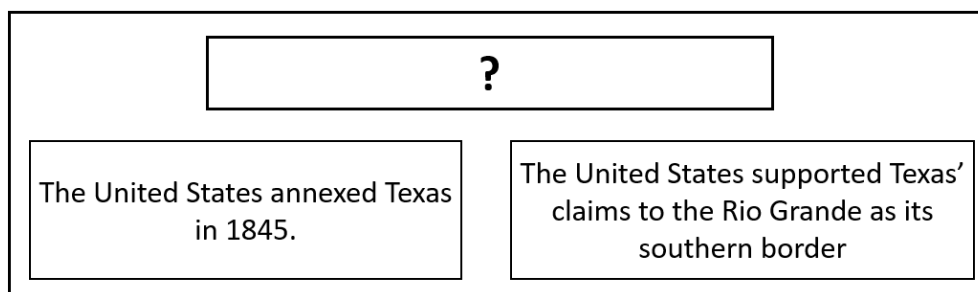 ?
The United States annexed Texas
in 1845.
The United States supported Texas’
claims to the Rio Grande as its
southern border